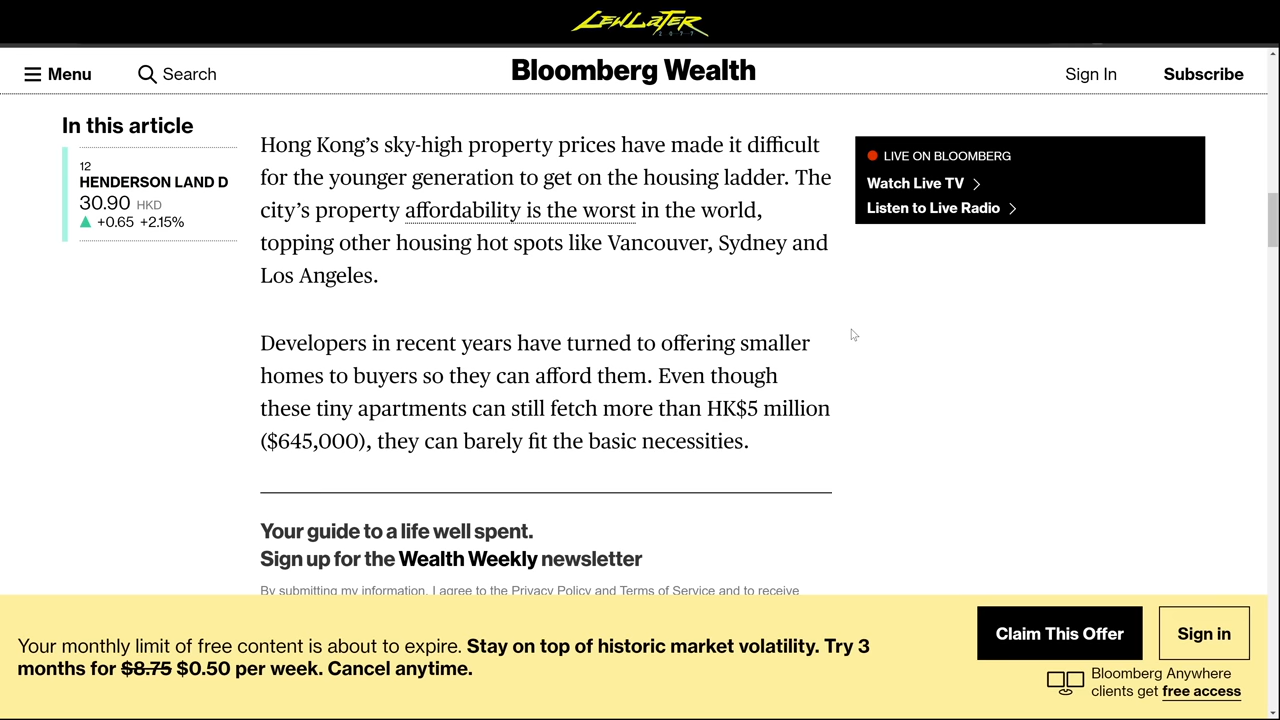 LEWLATER
2077
Menu
Search
Bloomberg Wealth
Sign In
Subscribe
In this article
12
HENDERSON LAND D
30.90 HKD
+0.65 +2.15%
Hong Kong’s sky-high property prices have made it difficult
for the younger generation to get on the housing ladder. The
city’s property affordability is the worst in the world,
topping other housing hot spots like Vancouver, Sydney and
Los Angeles.
Developers in recent years have turned to offering smaller
homes to buyers so they can afford them. Even though
these tiny apartments can still fetch more than HK$5 million
($645,000), they can barely fit the basic necessities.
LIVE ON BLOOMBERG
Watch Live TV
Listen to Live Radio
Your guide to a life well spent.
Sign up for the Wealth Weekly newsletter
By submitting my information, I agree to the Privacy Policy and Terms of Service and to receive
Your monthly limit of free content is about to expire. Stay on top of historic market volatility. Try 3
months for $8.75 $0.50 per week. Cancel anytime.
Claim This Offer
Sign in
Bloomberg Anywhere
clients get free access